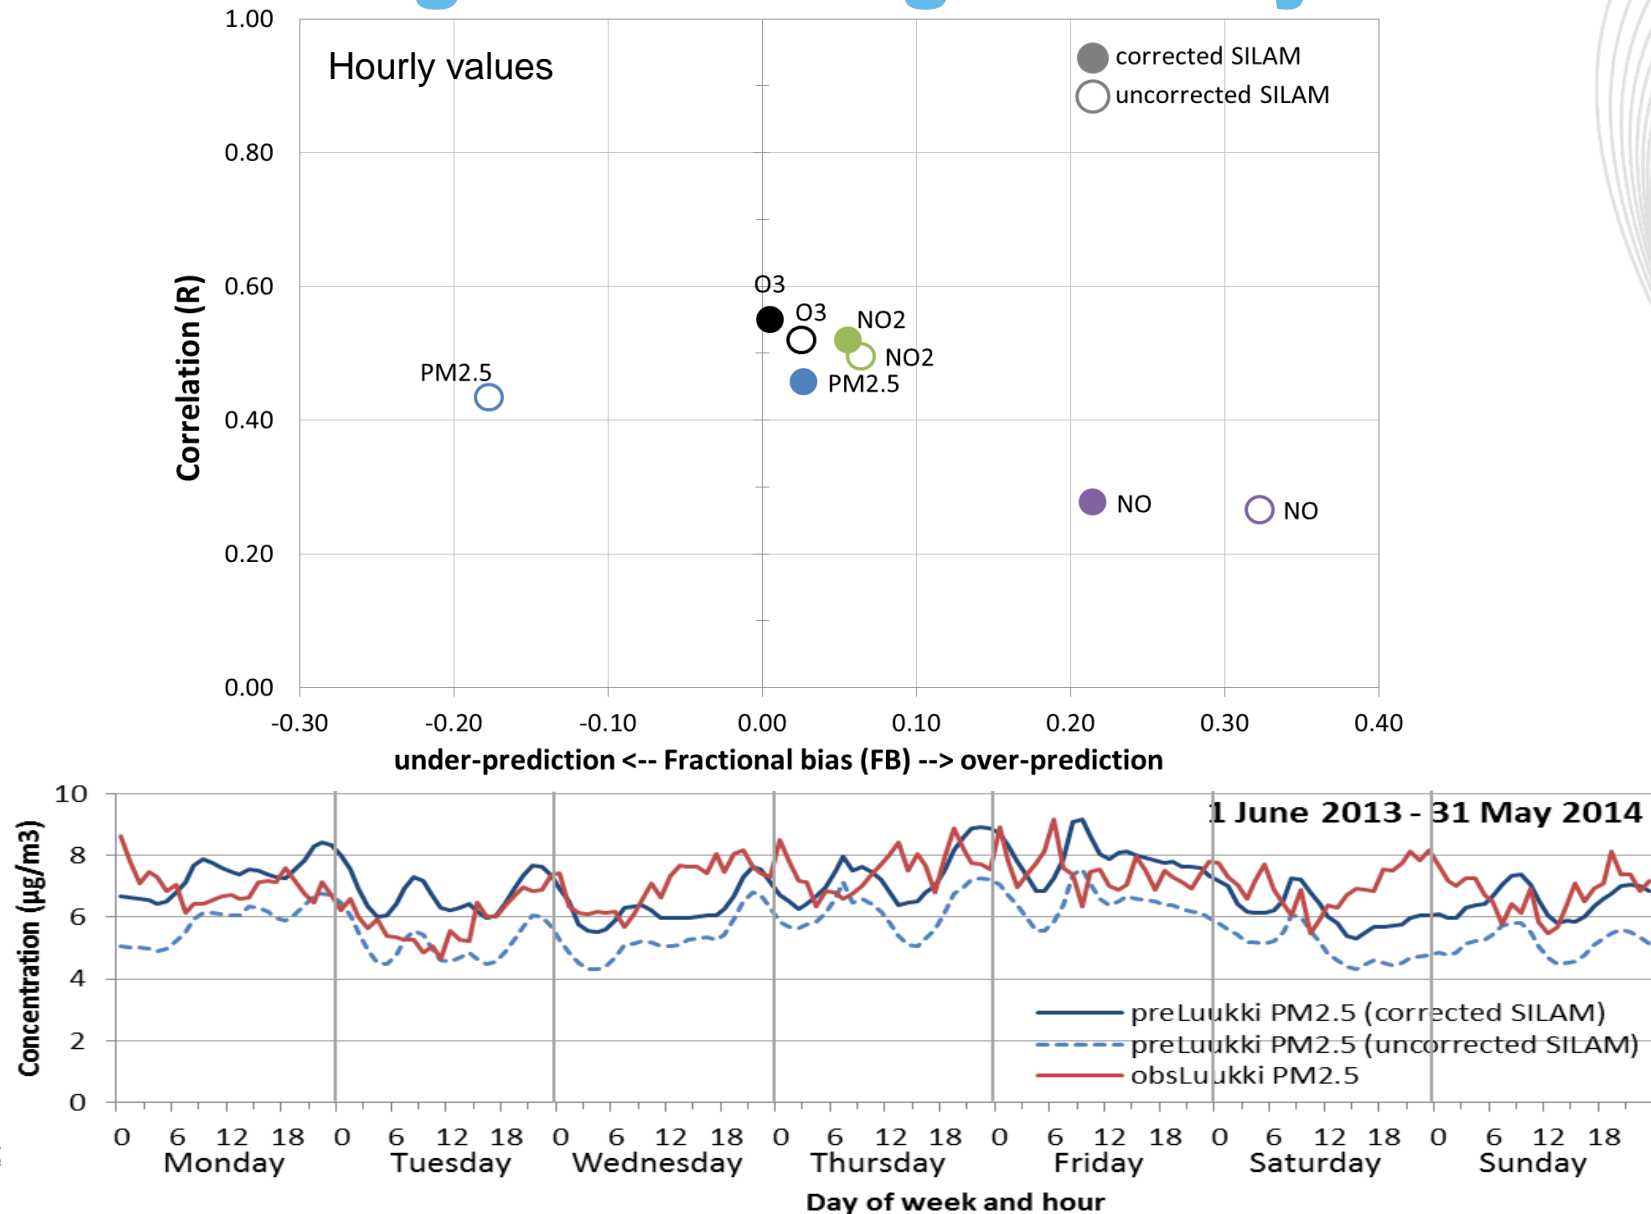 1.00
Hourly values
corrected SILAM
uncorrected SILAM
0.80
0.60
0.40
0.20
0.00
Correlation (R)
O3
O3
NO2
NO2
PM2.5
PM2.5
NO
NO
-0.30 -0.20 -0.10 0.00 0.10 0.20 0.30 0.40
under-prediction <-- Fractional bias (FB) --> over-prediction
10
1 June 2013 - 31 May 2014
8
6
4
2
0
Concentration (µg/m3)
preLuukki PM2.5 (corrected SILAM)
preLuukki PM2.5 (uncorrected SILAM)
obsLuukki PM2.5
0 6 12 18 0 6 12 18 0 6 12 18 0 6 12 18 0 6 12 18 0 6 12 18 0 6 12 18
Monday Tuesday Wednesday Thursday Friday Saturday Sunday
Day of week and hour